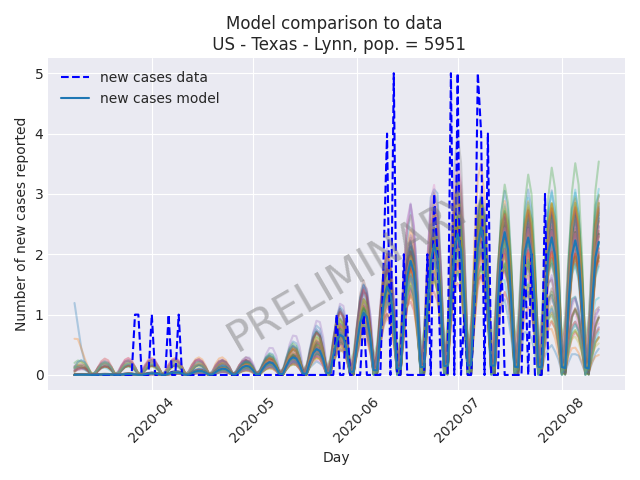 Model comparison to data
US - Texas - Lynn, pop. = 5951
new cases data
new cases model
Number of new cases reported
5
4
3
2
1
0
PRELIMINARY
2020-04
2020-05
2020-06
2020-07
2020-08
Day